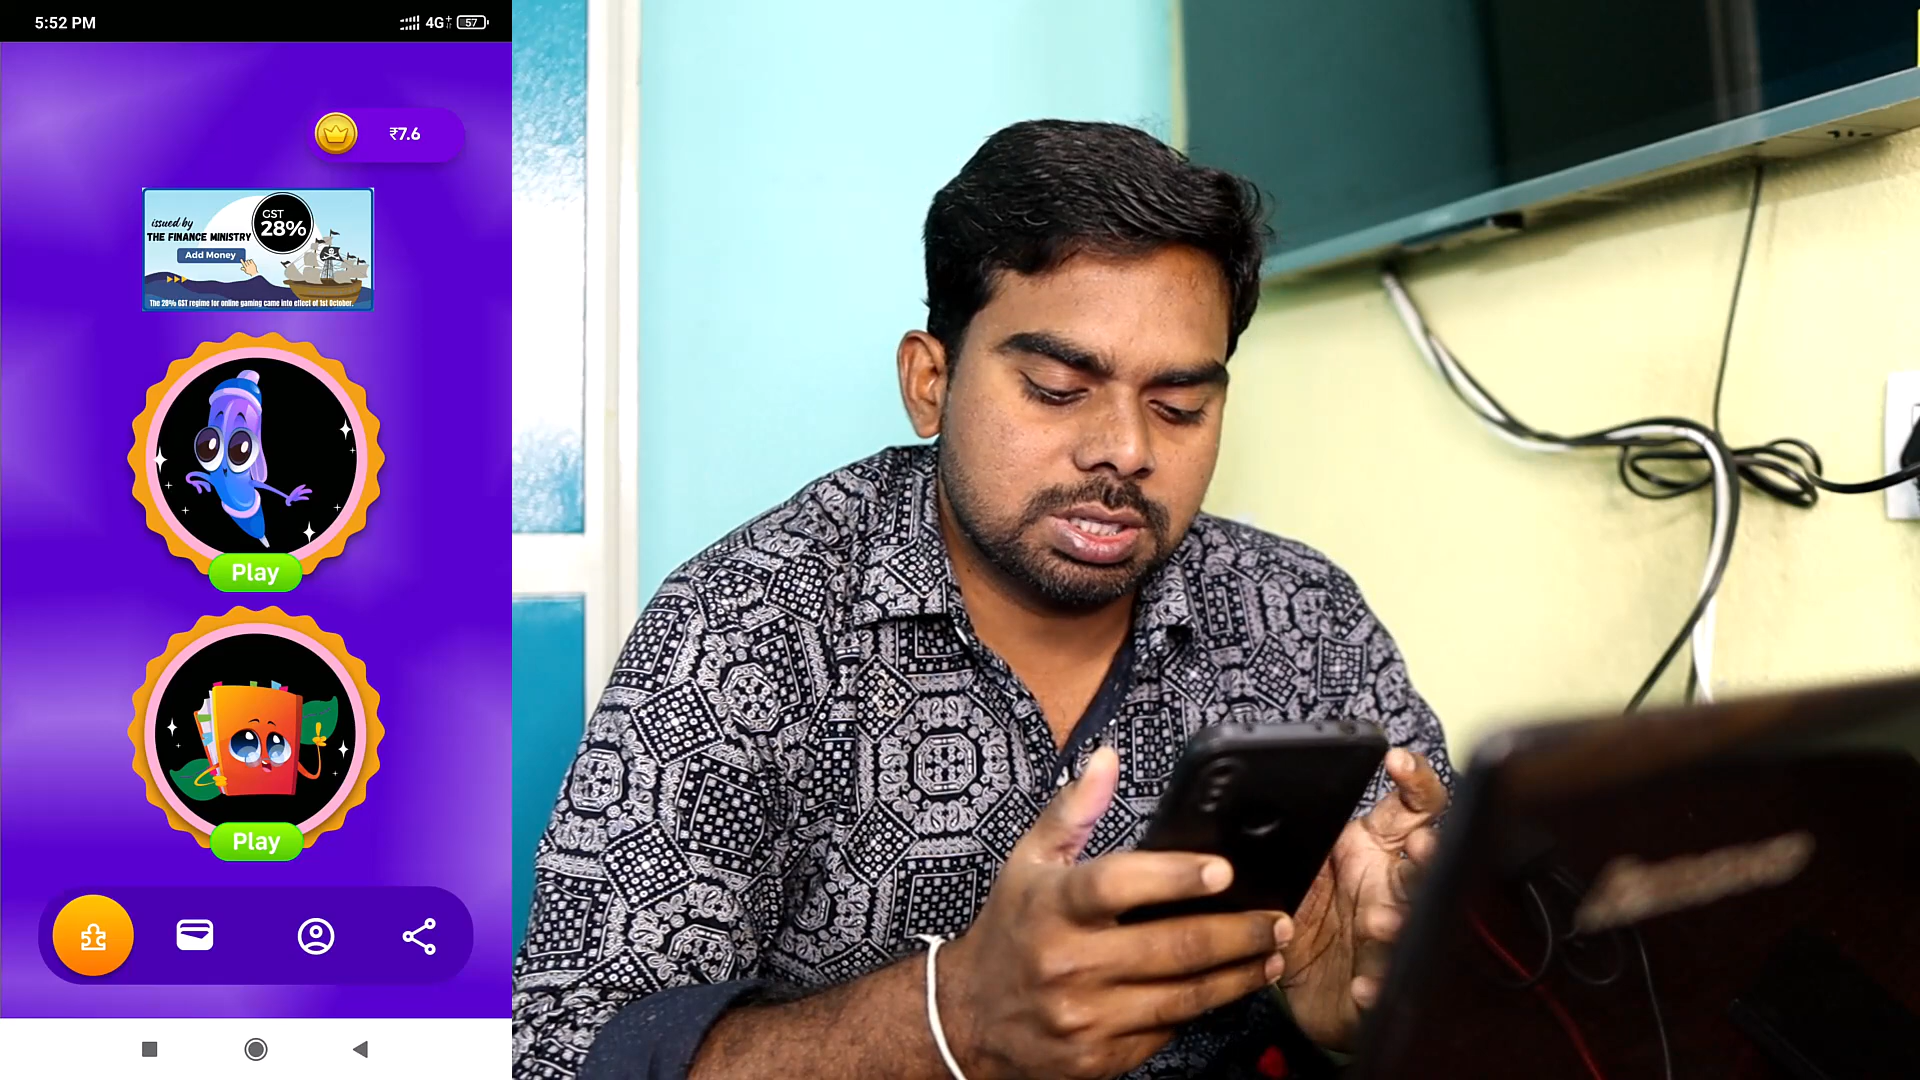 5:52 PM
4G+
57
₹7.6
issued by
GST
28%
THE FINANCE MINISTRY
Add Money
The 28% GST regime for online gaming came into effect of 1st October.
Play
Play